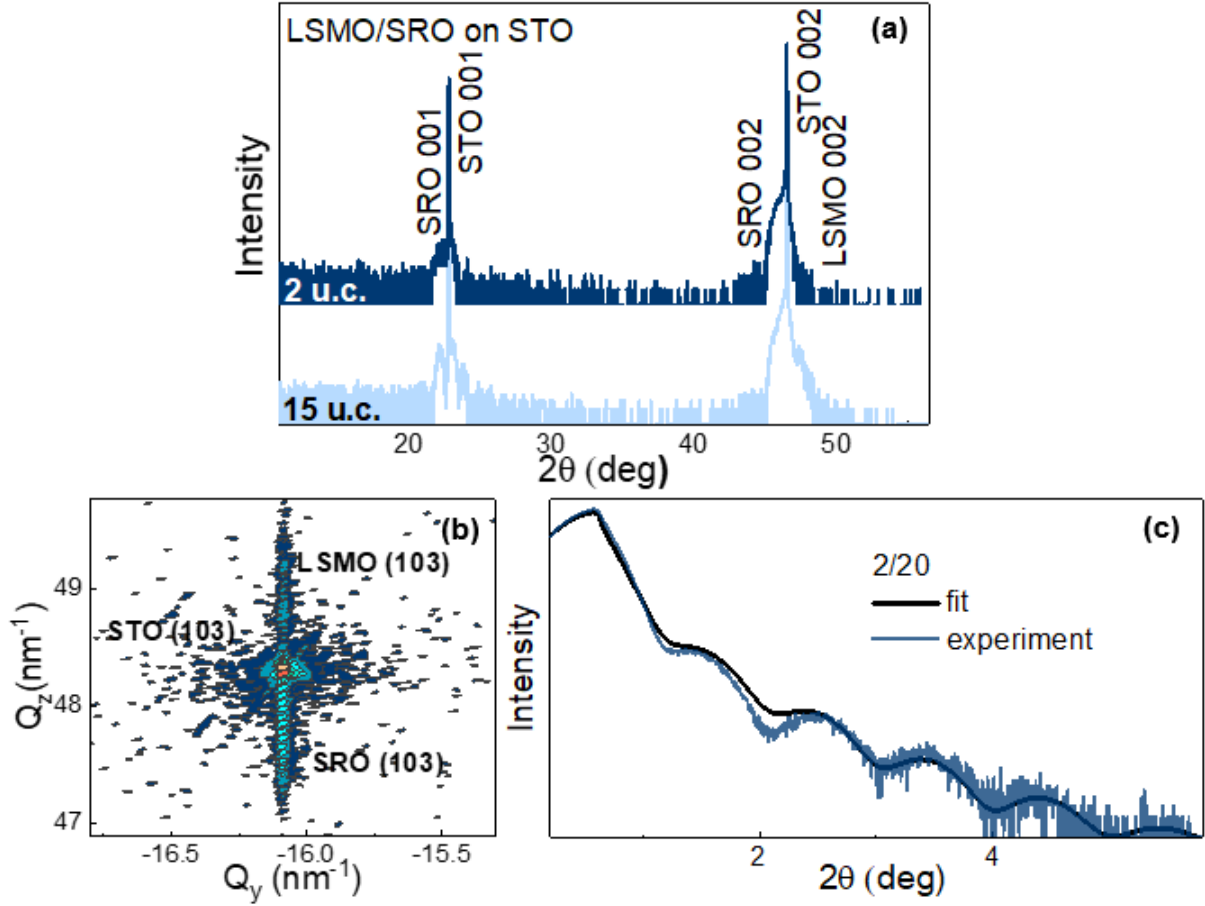 LSMO/SRO on STO
(a)
Intensity
SRO 001
STO 001
SRO 002
STO 002
LSMO 002
2 u.c.
15 u.c.
20 30 40 50
2θ (deg)
(b)
LSMO (103)
STO (103)
SRO (103)
49
48
47
Qz(nm-1)
-16.5 -16.0 -15.5
Qy (nm-1)
(c)
2/20
fit
experiment
Intensity
2 4
2θ (deg)